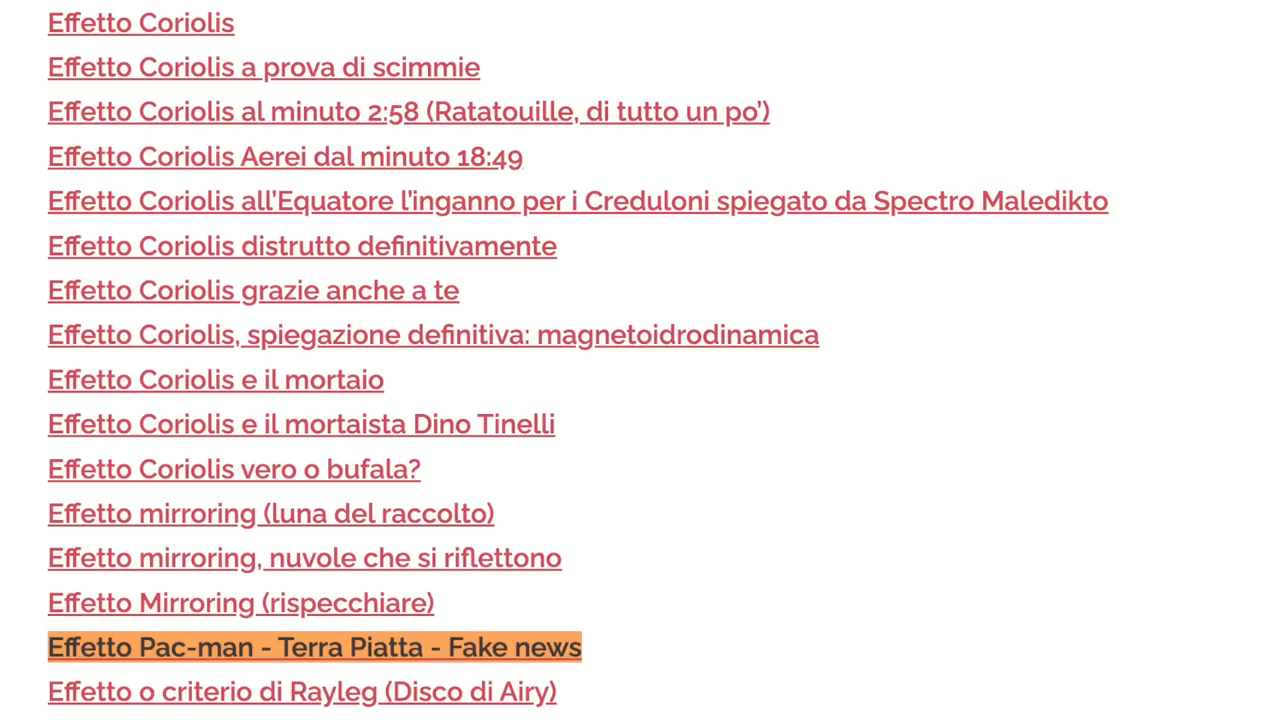 Effetto Coriolis
Effetto Coriolis a prova di scimmie
Effetto Coriolis al minuto 2:58 (Ratatouille, di tutto un po’)
Effetto Coriolis Aerei dal minuto 18:49
Effetto Coriolis all’Equatore l’inganno per i Creduloni spiegato da Spectro Maledikto
Effetto Coriolis distrutto definitivamente
Effetto Coriolis grazie anche a te
Effetto Coriolis, spiegazione definitiva: magnetoidrodinamica
Effetto Coriolis e il mortaio
Effetto Coriolis e il mortaista Dino Tinelli
Effetto Coriolis vero o bufala?
Effetto mirroring (luna del raccolto)
Effetto mirroring, nuvole che si riflettono
Effetto Mirroring (rispecchiare)
Effetto Pac-man - Terra Piatta - Fake news
Effetto o criterio di Rayleg (Disco di Airy)